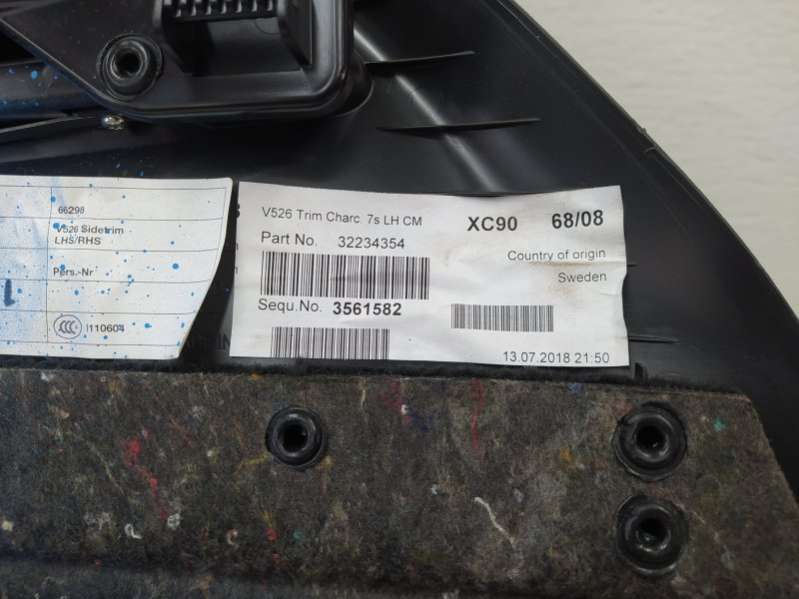 66298
V526 Sidetrim
LHS/RHS
Pers.-Nr
1
I110604
V526 Trim Charc. 7s LH CM
XC90 68/08
Part No. 32234354
Country of origin
Sweden
Sequ.No. 3561582
13.07.2018 21:50